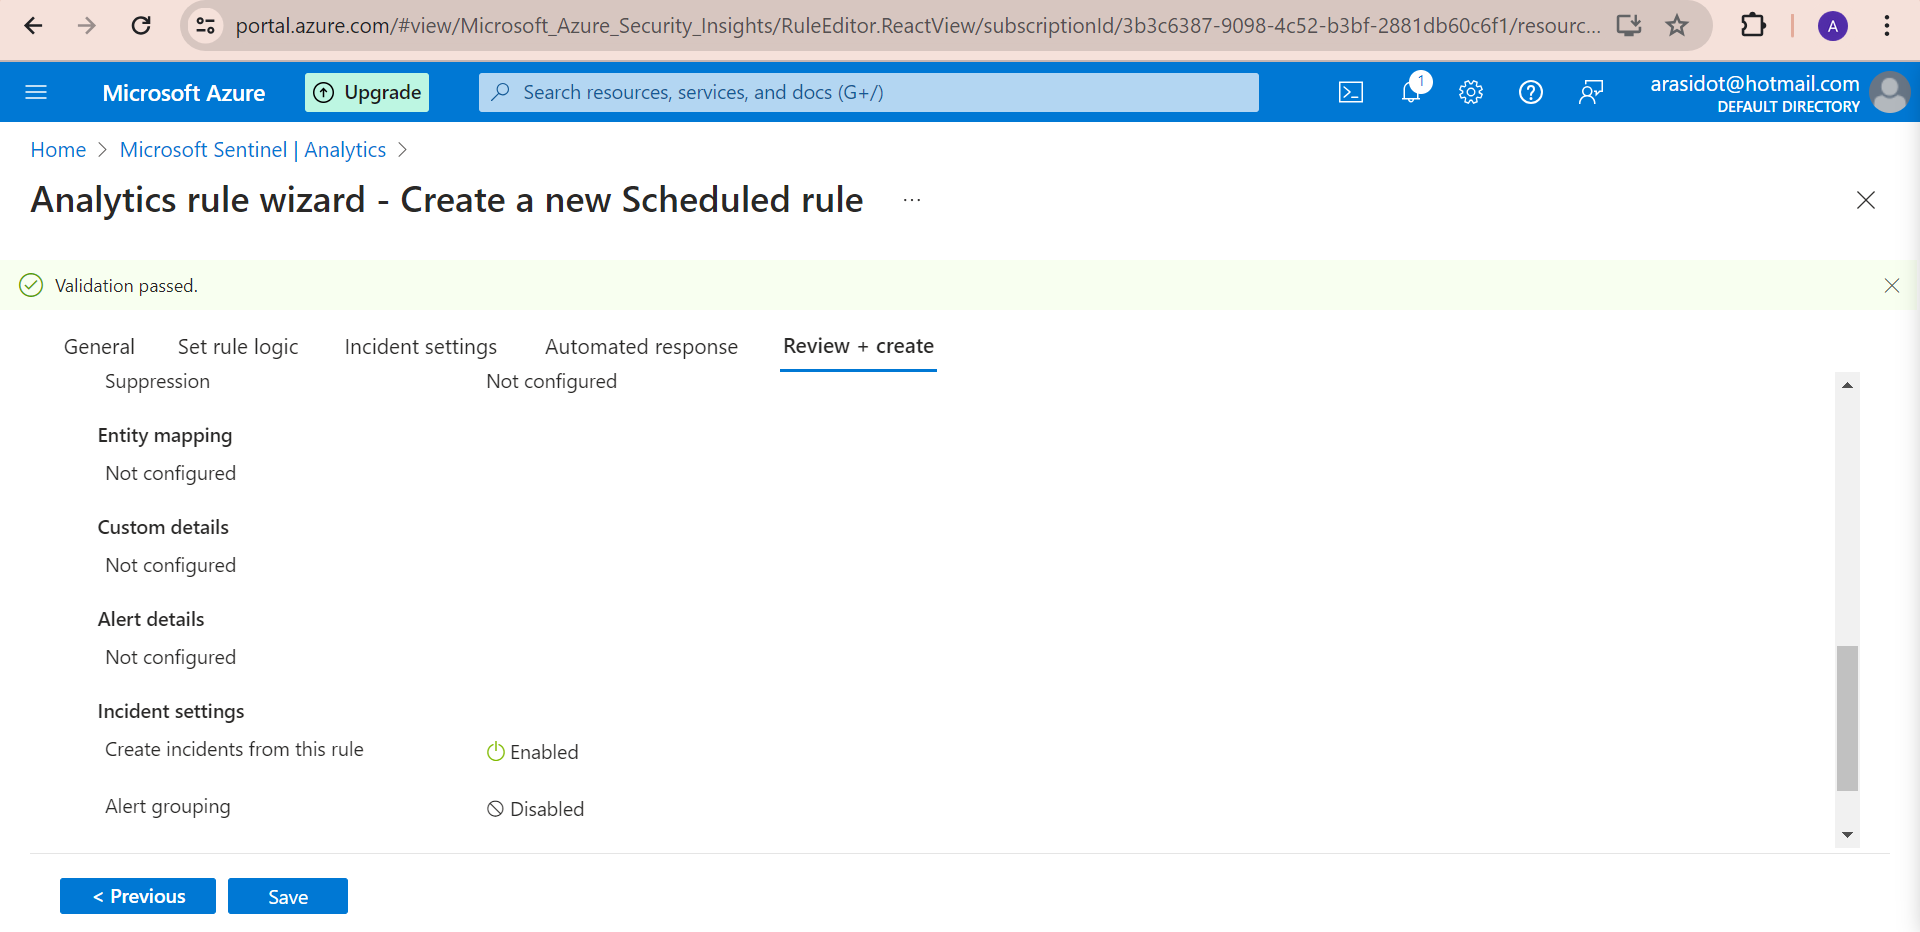 portal.azure.com/#view/Microsoft_Azure_Security_Insights/RuleEditor.ReactView/subscriptionId/3b3c6387-9098-4c52-b3bf-2881db60c6f1/resourc...
A
Microsoft Azure
Upgrade
Search resources, services, and docs (G+/)
1
arasidot@hotmail.com
DEFAULT DIRECTORY
Home > Microsoft Sentinel | Analytics >
Analytics rule wizard - Create a new Scheduled rule ...
Validation passed.
General Set rule logic Incident settings Automated response Review + create
Suppression Not configured
Entity mapping
Not configured
Custom details
Not configured
Alert details
Not configured
Incident settings
Create incidents from this rule Enabled
Alert grouping Disabled
< Previous Save